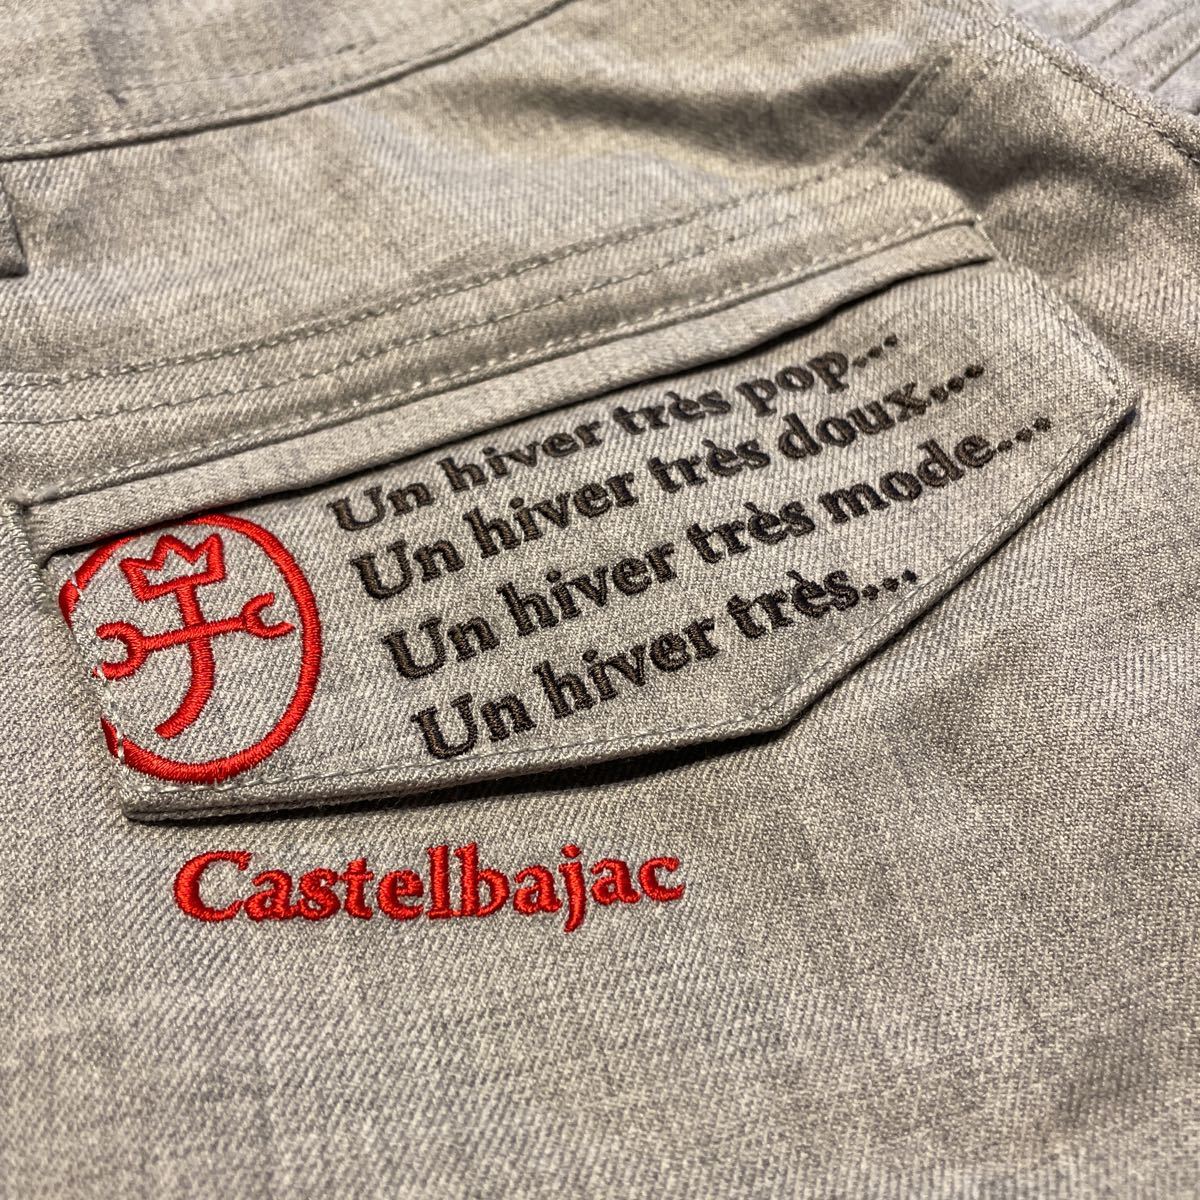 Un hiver très pop...
Un hiver très doux...
Un hiver très mode...
Un hiver très...
Castelbajac